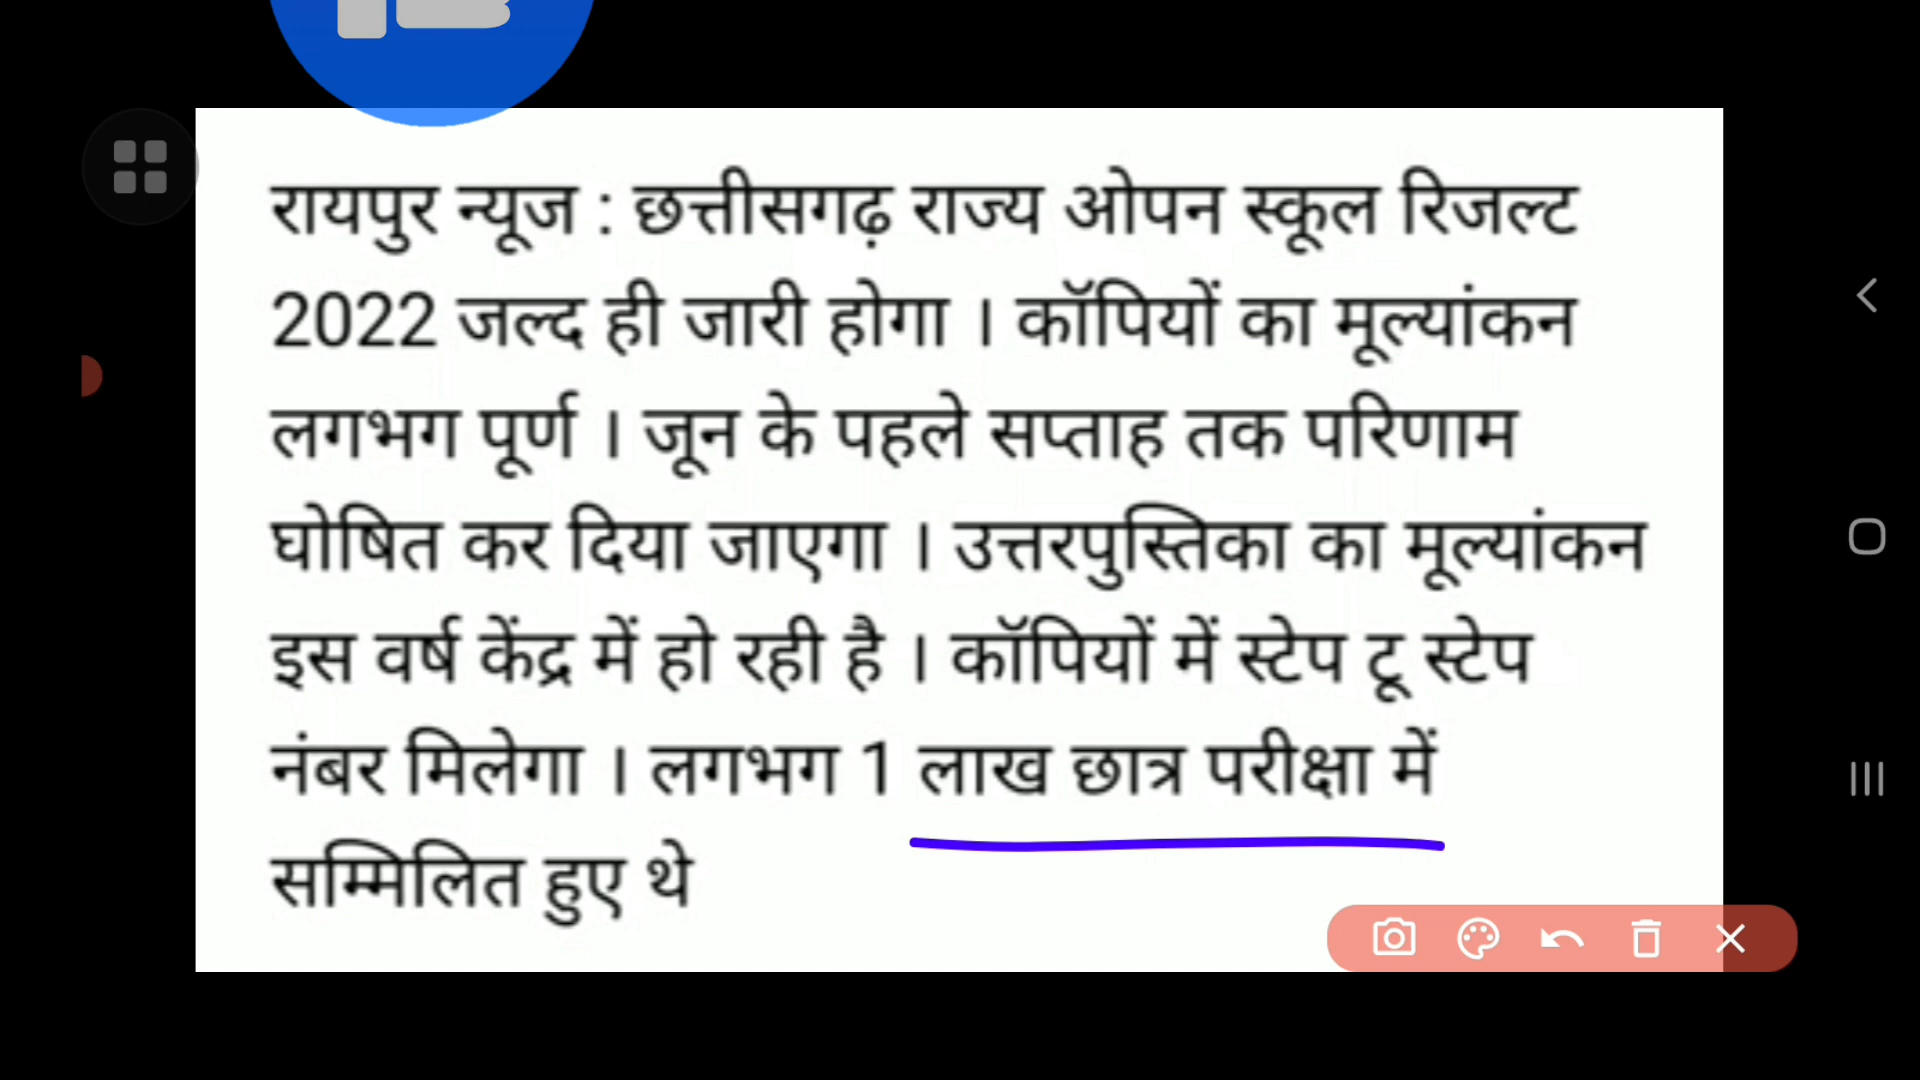 रायपुर न्यूज : छत्तीसगढ़ राज्य ओपन स्कूल रिजल्ट
2022 जल्द ही जारी होगा । कॉपियों का मूल्यांकन
लगभग पूर्ण । जून के पहले सप्ताह तक परिणाम
घोषित कर दिया जाएगा । उत्तरपुस्तिका का मूल्यांकन
इस वर्ष केंद्र में हो रही है । कॉपियों में स्टेप टू स्टेप
नंबर मिलेगा । लगभग 1 लाख छात्र परीक्षा में
सम्मिलित हुए थे